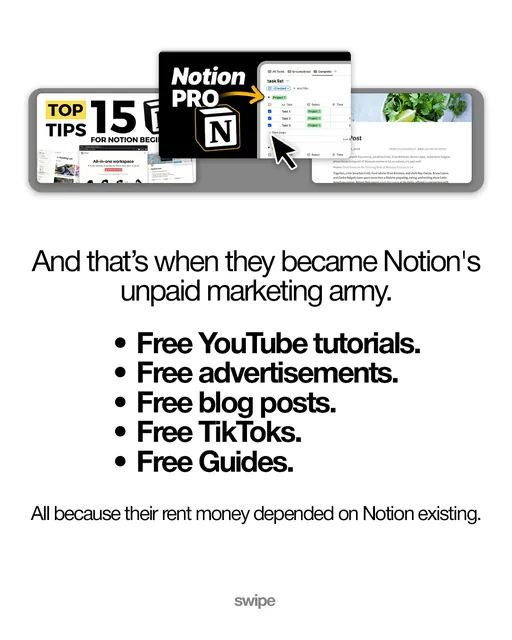 Notion
PRO
N
TOP
TIPS
15
FOR NOTION BEGI
All-in-one workspace
task list
Project 1
Post
And that's when they became Notion's
unpaid marketing army.
• Free YouTube tutorials.
• Free advertisements.
• Free blog posts.
• Free TikToks.
• Free Guides.
All because their rent money depended on Notion existing.
swipe